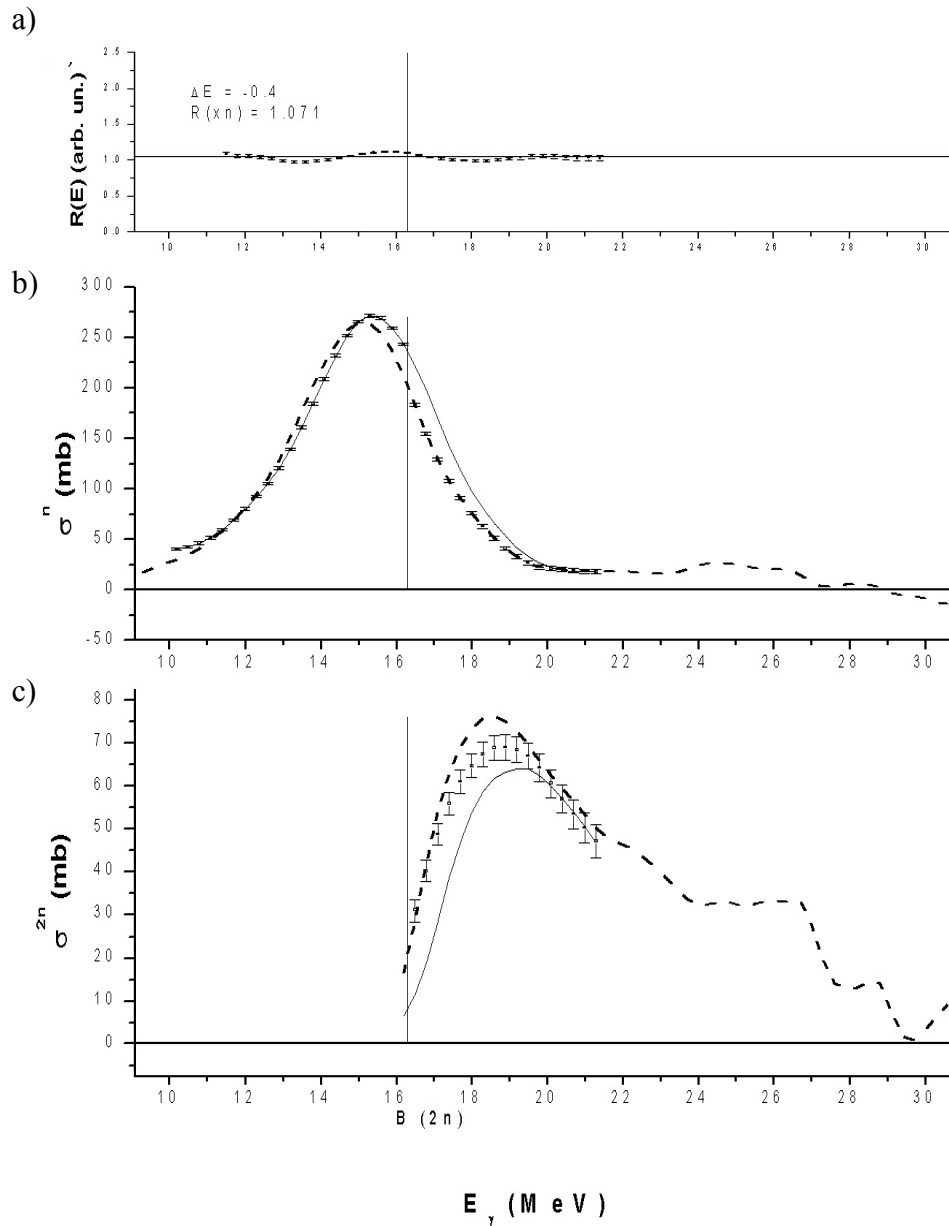 a)
R(E) (arb. un.) `
2.5
2.0
1.5
1.0
0.5
0.0
ΔE = -0.4
R(xn) = 1.071
10 12 14 16 18 20 22 24 26 28 30
b)
σⁿ (mb)
300
250
200
150
100
50
0
-50
10 12 14 16 18 20 22 24 26 28 30
c)
σ²ⁿ (mb)
80
70
60
50
40
30
20
10
0
10 12 14 16 18 20 22 24 26 28 30
B (2n)
E γ (MeV)